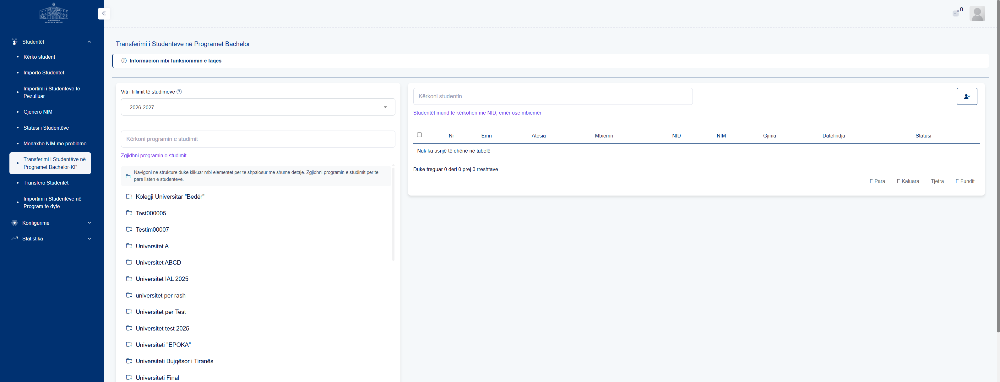 Studentët
Kërko student
Importo Studentët
Importimi i Studentëve të
Pezulluar
Gjenero NIM
Statusi i Studentëve
Menaxho NIM me probleme
Transferimi i Studentëve në
Programet Bachelor-KP
Transfero Studentët
Importimi i Studentëve në
Program të dytë
Konfigurime
Statistika
0
Transferimi i Studentëve në Programet Bachelor
Informacion mbi funksionimin e faqes
Viti i fillimit të studimeve
2026-2027
Kërkoni programin e studimit
Zgjidhni programin e studimit
Navigoni në strukturë duke klikuar mbi elementet për të shpalosur më shumë detaje. Zgjidhni programin e studimit për të
parë listën e studentëve.
Kolegji Universitar "Bedër"
Test000005
Testim00007
Universitet A
Universitet ABCD
Universitet IAL 2025
universitet per rash
Universitet per Test
Universitet test 2025
Universiteti "EPOKA"
Universiteti Bujqësor i Tiranës
Universiteti Final
Kërkoni studentin
Studentët mund të kërkohen me NID, emër ose mbiemër
Nr Emri Atësia Mbiemri NID NIM Gjinia Datëlindja Statusi
Nuk ka asnjë të dhënë në tabelë
Duke treguar 0 deri 0 prej 0 rreshtave
E Para E Kaluara Tjetra E Fundit